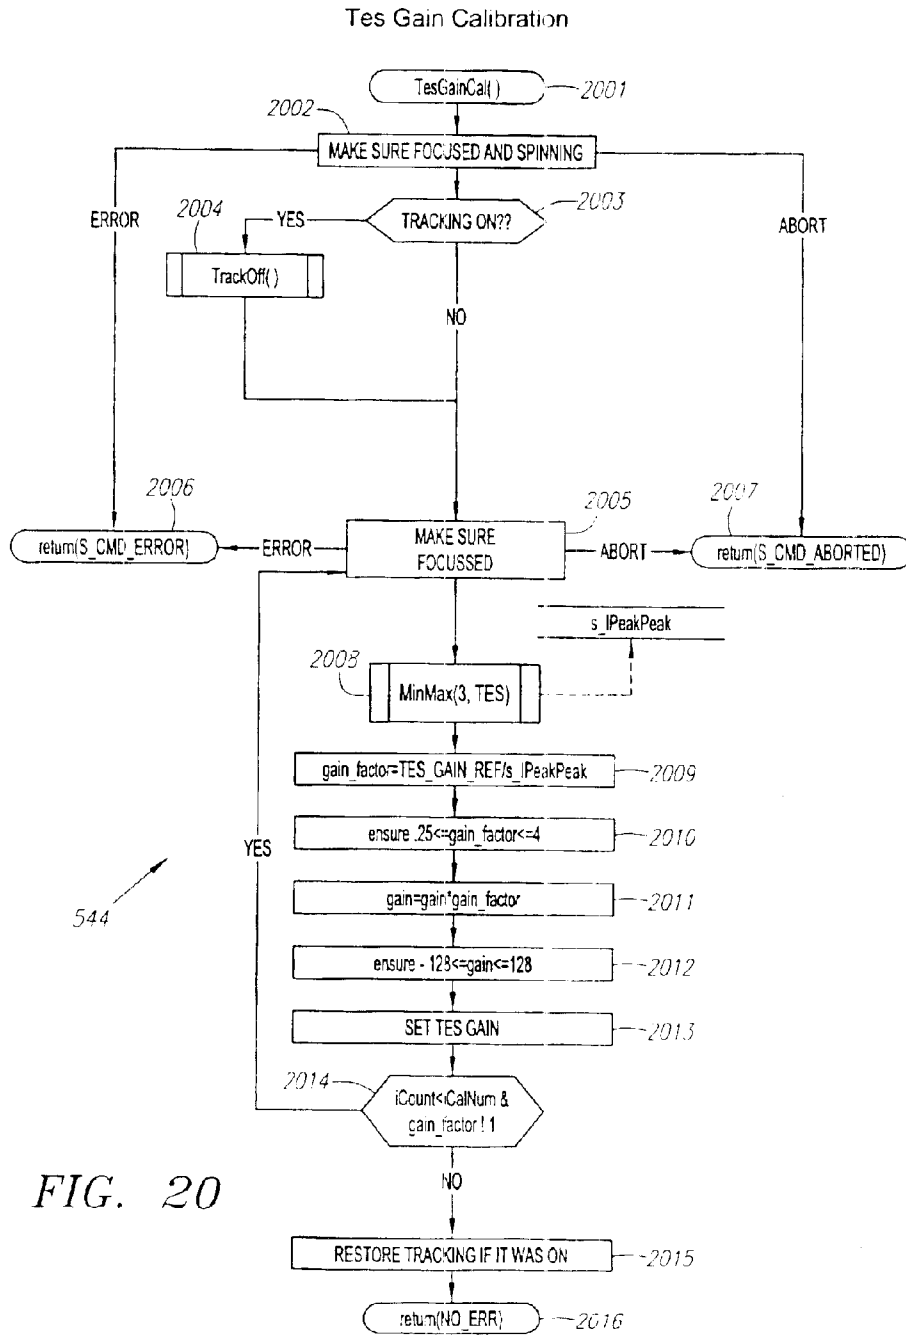 Tes Gain Calibration
TesGainCal( )
2001
2002
MAKE SURE FOCUSED AND SPINNING
ERROR
2004
YES
TRACKING ON??
2003
ABORT
TrackOff( )
NO
2006
2005
2007
return(S_CMD_ERROR)
ERROR
MAKE SURE
FOCUSSED
ABORT
return(S_CMD_ABORTED)
s_IPeakPeak
2008
MinMax(3, TES)
gain_factor=TES_GAIN_REF/s_IPeakPeak
2009
ensure .25<=gain_factor<=4
2010
YES
gain=gain*gain_factor
2011
544
ensure - 128<=gain<=128
2012
SET TES GAIN
2013
2014
iCount<iCalNum &
gain_factor ! 1
NO
FIG. 20
RESTORE TRACKING IF IT WAS ON
2015
return(NO_ERR)
2016